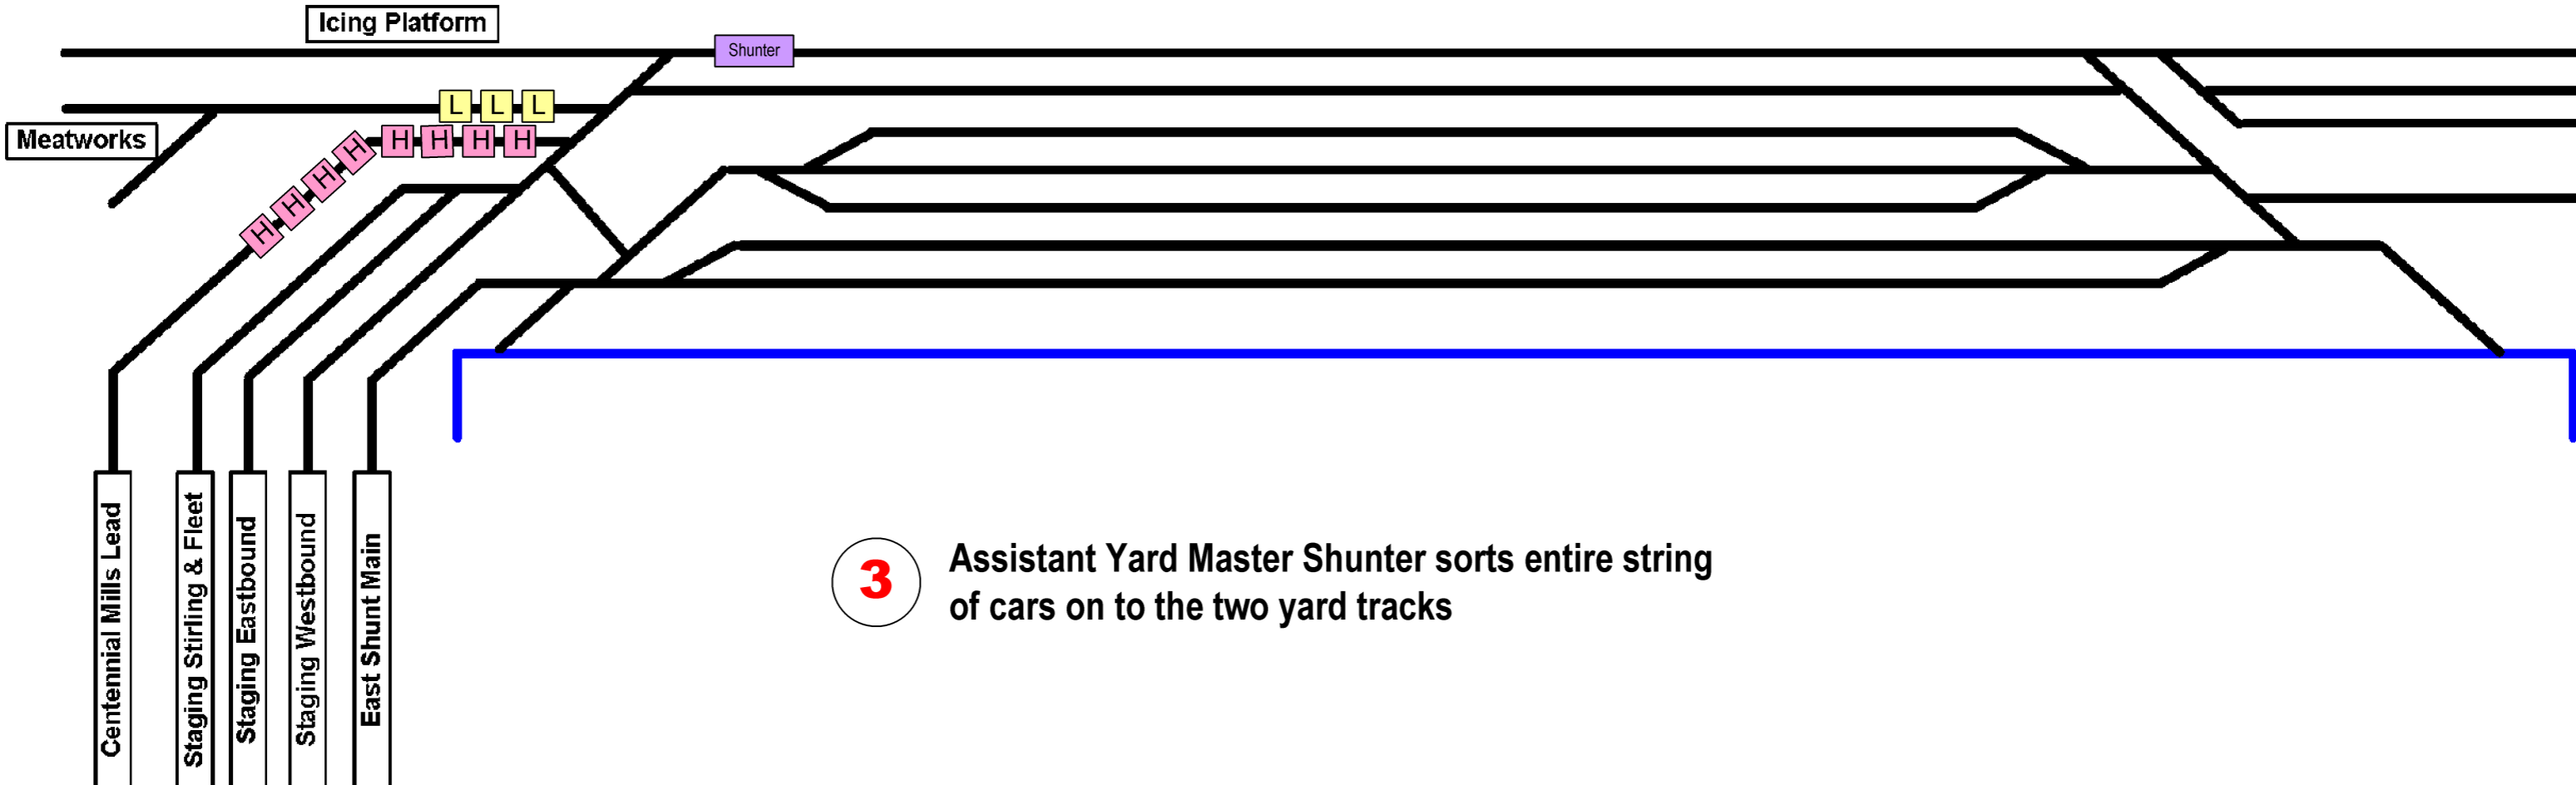 Icing Platform
Shunter
L L L
Meatworks
H H H H H H H H
Centennial Mills Lead
Staging Stirling & Fleet
Staging Eastbound
Staging Westbound
East Shunt Main
3
Assistant Yard Master Shunter sorts entire string
of cars on to the two yard tracks